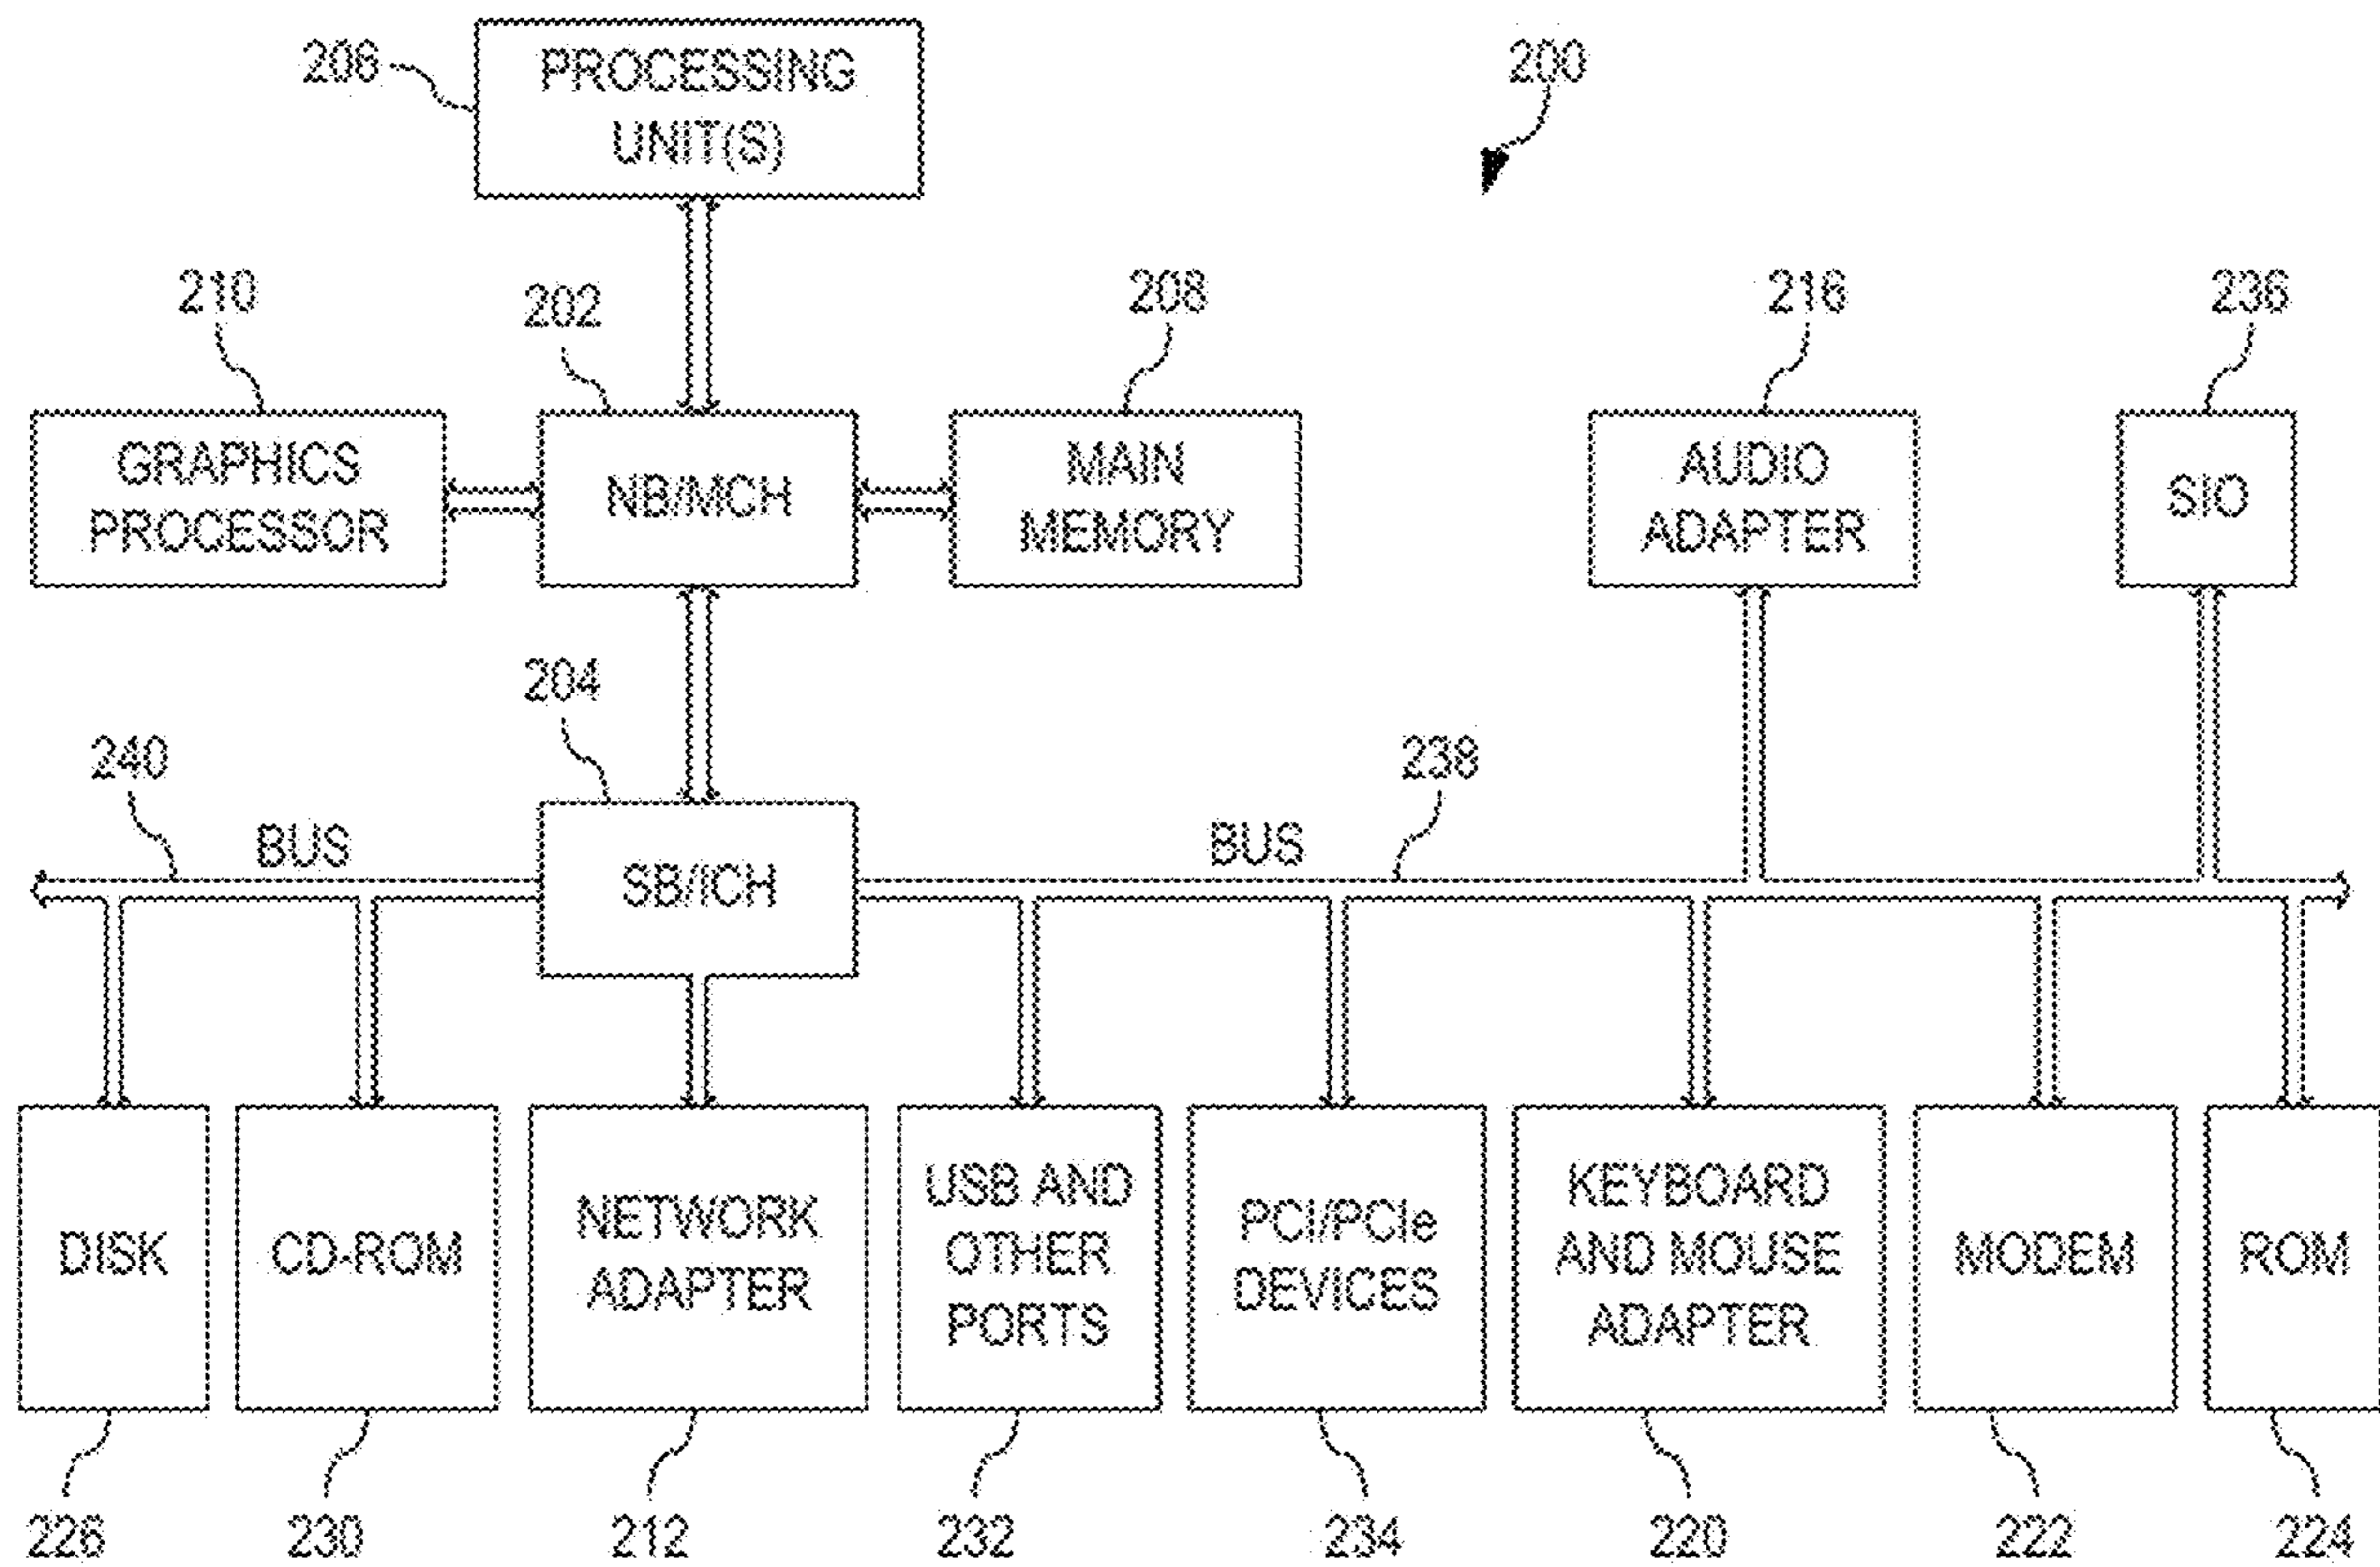 206
PROCESSING
UNIT(S)
200
210
202
208
216
236
GRAPHICS
PROCESSOR
NB/MCH
MAIN
MEMORY
AUDIO
ADAPTER
SIO
204
240
BUS
SB/ICH
BUS
238
DISK
CD-ROM
NETWORK
ADAPTER
USB AND
OTHER
PORTS
PCI/PCIe
DEVICES
KEYBOARD
AND MOUSE
ADAPTER
MODEM
ROM
226
230
212
232
234
220
222
224